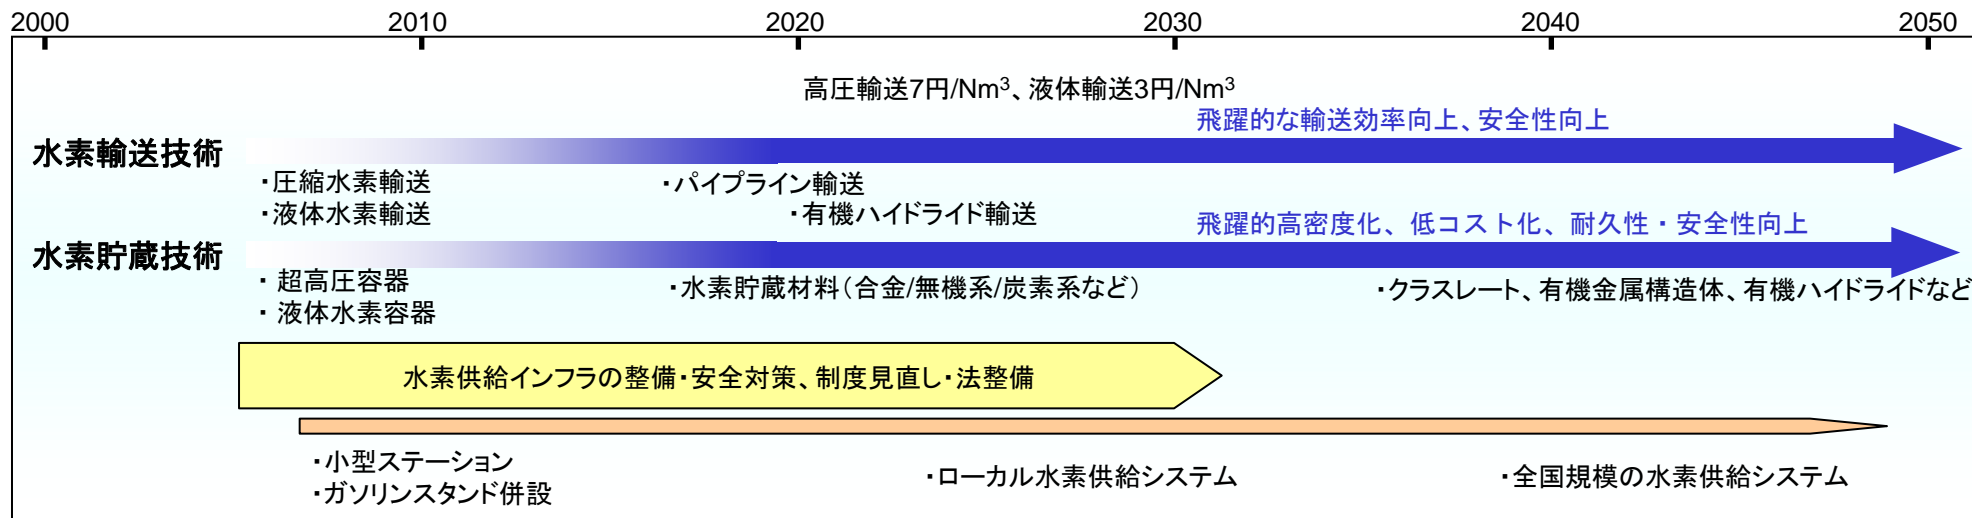 2000 2010 2020 2030 2040 2050
高圧輸送7円/Nm³、液体輸送3円/Nm³
飛躍的な輸送効率向上、安全性向上
水素輸送技術
・圧縮水素輸送
・液体水素輸送
・パイプライン輸送
・有機ハイドライド輸送
飛躍的高密度化、低コスト化、耐久性・安全性向上
水素貯蔵技術
・超高圧容器
・液体水素容器
・水素貯蔵材料(合金/無機系/炭素系など)
・クラスレート、有機金属構造体、有機ハイドライドなど
水素供給インフラの整備・安全対策、制度見直し・法整備
・小型ステーション
・ガソリンスタンド併設
・ローカル水素供給システム
・全国規模の水素供給システム